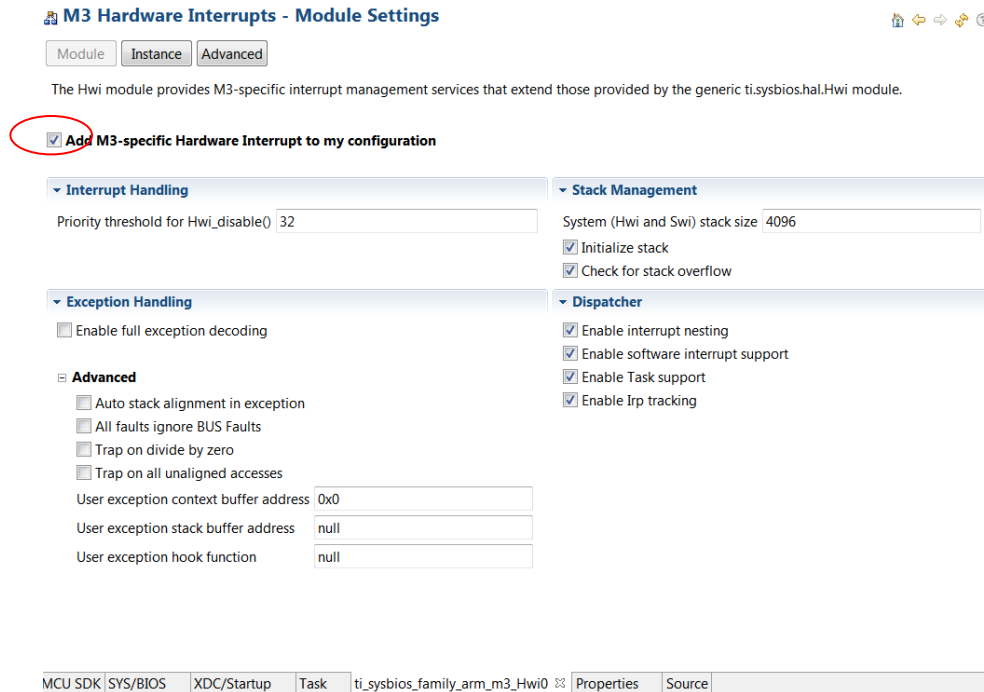 M3 Hardware Interrupts - Module Settings
Module Instance Advanced
The Hwi module provides M3-specific interrupt management services that extend those provided by the generic ti.sysbios.hal.Hwi module.
Add M3-specific Hardware Interrupt to my configuration
Interrupt Handling
Priority threshold for Hwi_disable() 32
Stack Management
System (Hwi and Swi) stack size 4096
Initialize stack
Check for stack overflow
Exception Handling
Enable full exception decoding
Advanced
Auto stack alignment in exception
All faults ignore BUS Faults
Trap on divide by zero
Trap on all unaligned accesses
User exception context buffer address 0x0
User exception stack buffer address null
User exception hook function null
Dispatcher
Enable interrupt nesting
Enable software interrupt support
Enable Task support
Enable Irp tracking
MCU SDK SYS/BIOS XDC/Startup Task ti_sysbios_family_arm_m3_Hwi0 Properties Source